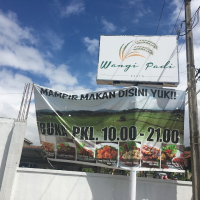 Wangi Padi
MAMPIR MAKAN DISINI YUK!!
BUKA PKL. 10.00 - 21.00